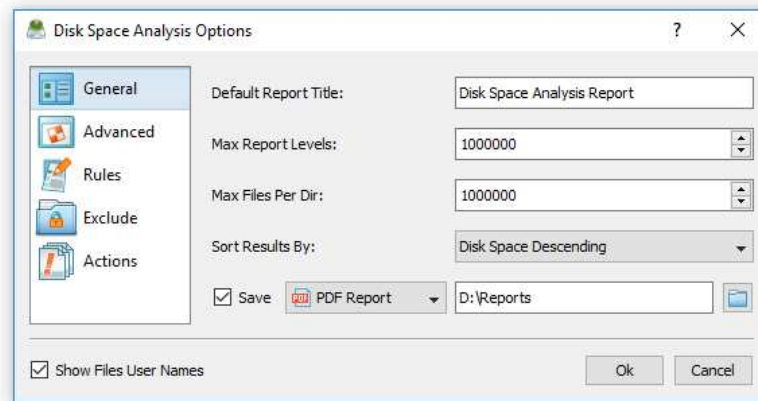 Disk Space Analysis Options ?
General
Advanced
Rules
Exclude
Actions
Default Report Title: Disk Space Analysis Report
Max Report Levels: 1000000
Max Files Per Dir: 1000000
Sort Results By: Disk Space Descending
Save PDF PDF Report D:\Reports
Show Files User Names
Ok Cancel